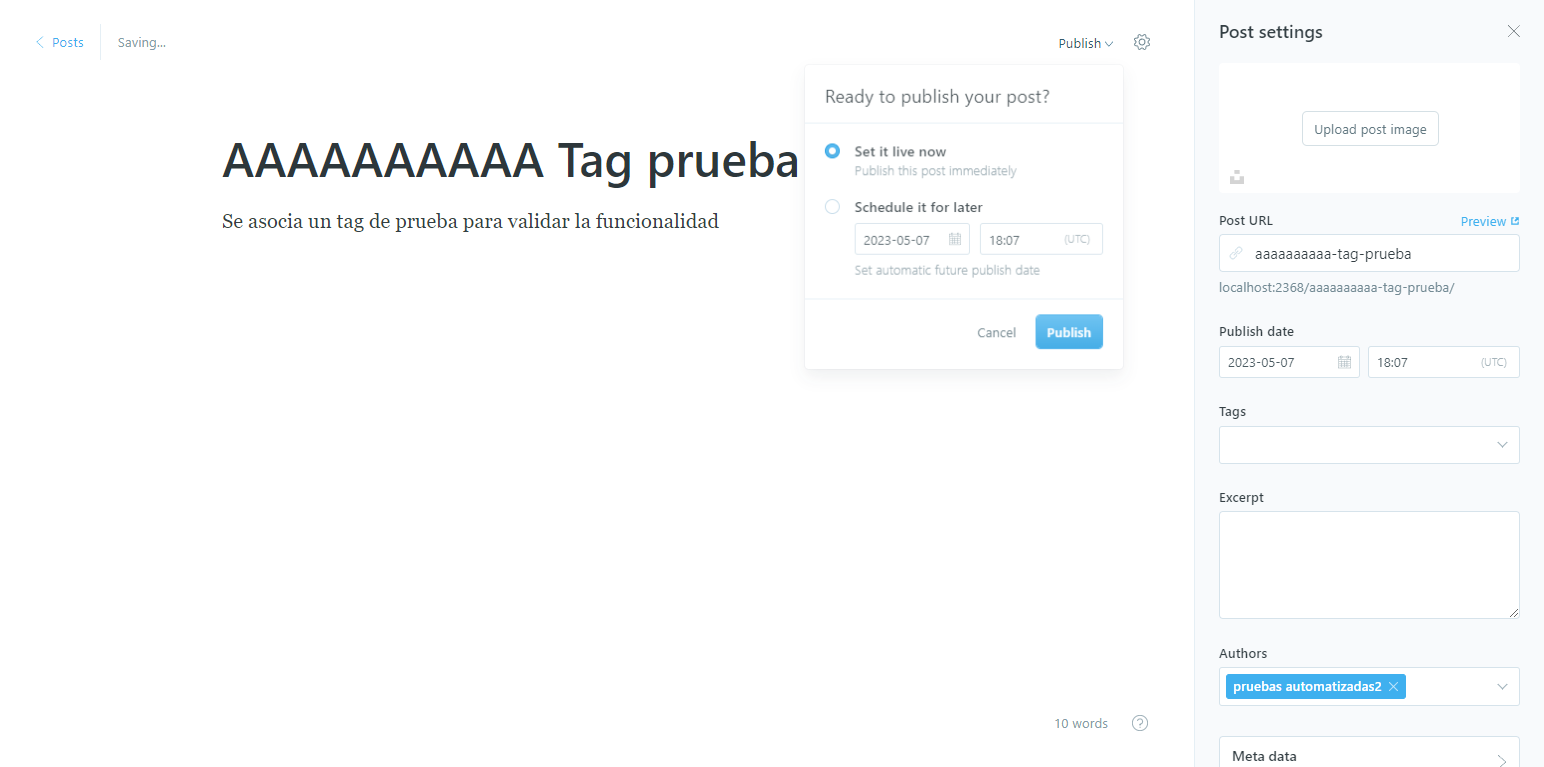 Posts
Saving...
Publish
Ready to publish your post?
Set it live now
Publish this post immediately
Schedule it for later
2023-05-07
18:07
(UTC)
Set automatic future publish date
Cancel
Publish
AAAAAAAAAA Tag prueba
Se asocia un tag de prueba para validar la funcionalidad
10 words
?
Post settings
Upload post image
Post URL
Preview
aaaaaaaaaa-tag-prueba
localhost:2368/aaaaaaaaaa-tag-prueba/
Publish date
2023-05-07
18:07
(UTC)
Tags
Excerpt
Authors
pruebas automatizadas2
Meta data